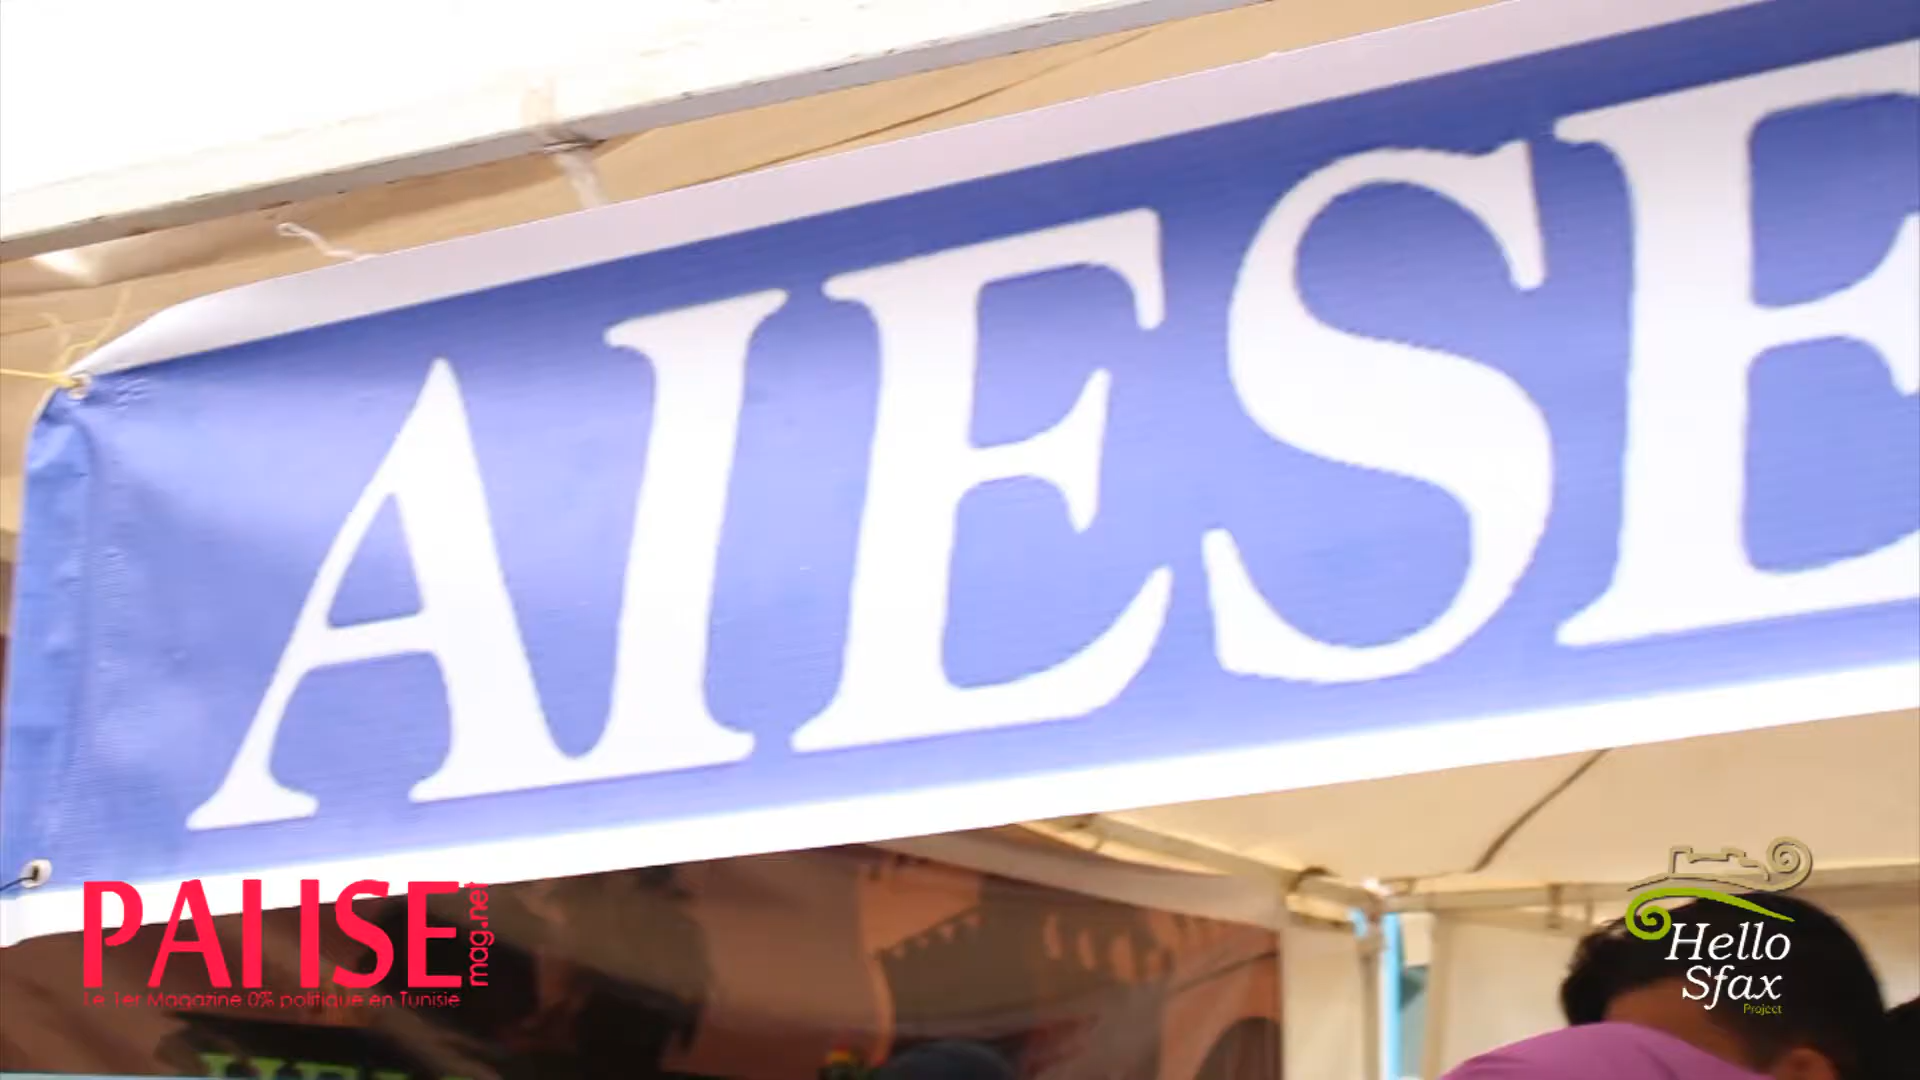 AIESE
PAUSE
mag.net
Le 1er Magazine 0% politique en Tunisie
Hello
Sfax
Project